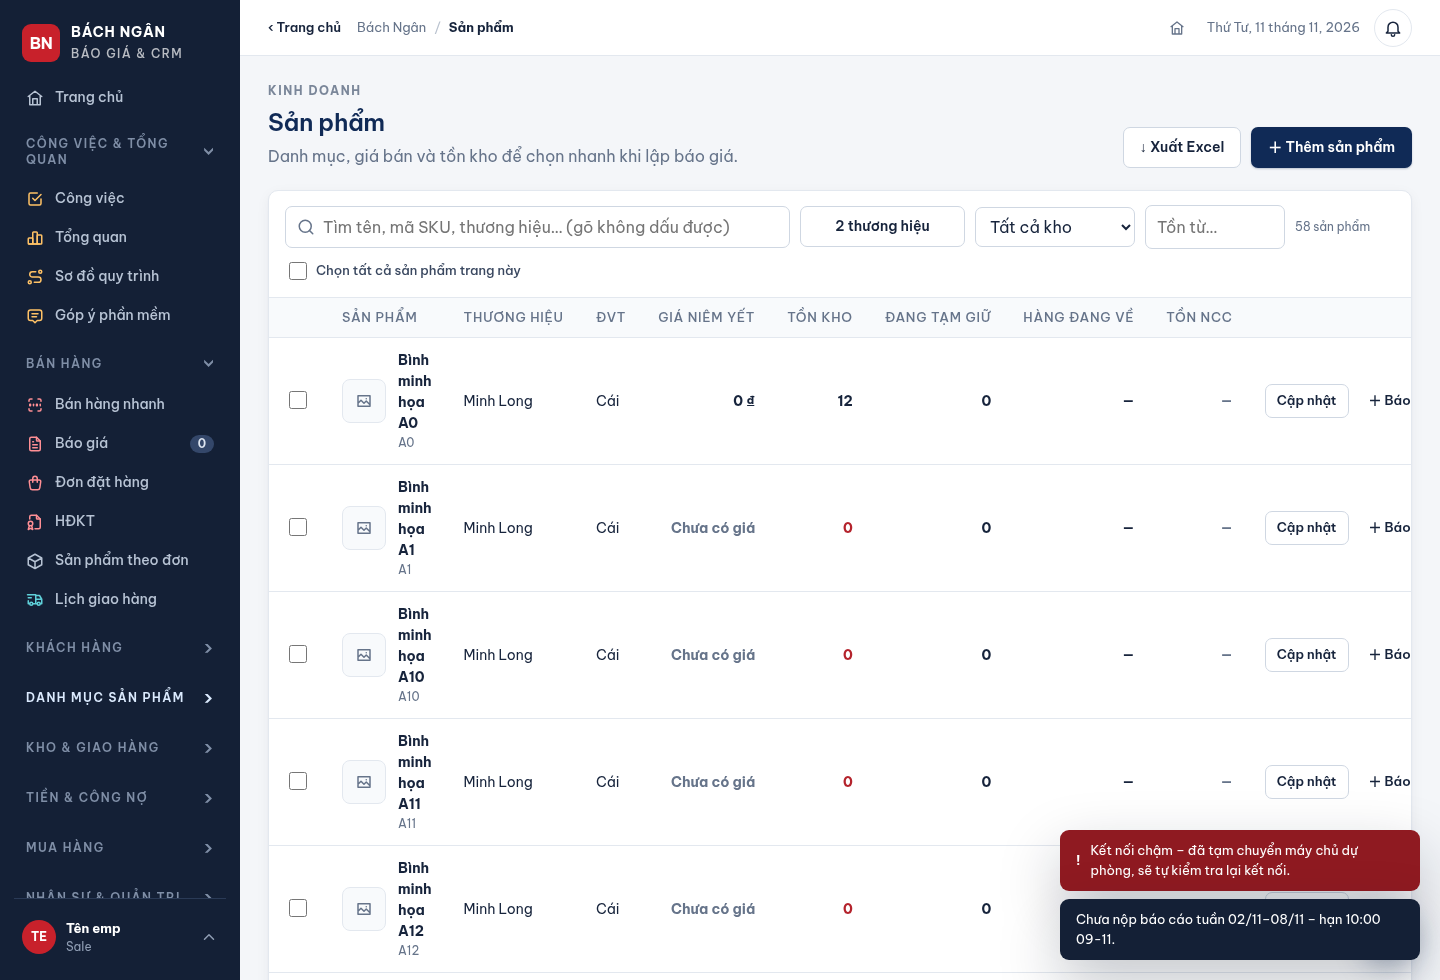 BN
BÁCH NGÂN
BÁO GIÁ & CRM
Trang chủ
CÔNG VIỆC & TỔNG
QUAN
Công việc
Tổng quan
Sơ đồ quy trình
Góp ý phần mềm
BÁN HÀNG
Bán hàng nhanh
Báo giá 0
Đơn đặt hàng
HĐKT
Sản phẩm theo đơn
Lịch giao hàng
KHÁCH HÀNG
DANH MỤC SẢN PHẨM
KHO & GIAO HÀNG
TIỀN & CÔNG NỢ
MUA HÀNG
NHÂN SỰ & QUẢN TRỊ
TE
Tên emp
Sale
‹ Trang chủ Bách Ngân / Sản phẩm
Thứ Tư, 11 tháng 11, 2026
KINH DOANH
Sản phẩm
Danh mục, giá bán và tồn kho để chọn nhanh khi lập báo giá.
↓ Xuất Excel
+ Thêm sản phẩm
Tìm tên, mã SKU, thương hiệu... (gõ không dấu được)
2 thương hiệu
Tất cả kho
Tồn từ...
58 sản phẩm
Chọn tất cả sản phẩm trang này
SẢN PHẨM THƯƠNG HIỆU ĐVT GIÁ NIÊM YẾT TỒN KHO ĐANG TẠM GIỮ HÀNG ĐANG VỀ TỒN NCC
Bình
minh
họa
A0
A0
Minh Long Cái 0 ₫ 12 0 — — Cập nhật + Báo
Bình
minh
họa
A1
A1
Minh Long Cái Chưa có giá 0 0 — — Cập nhật + Báo
Bình
minh
họa
A10
A10
Minh Long Cái Chưa có giá 0 0 — — Cập nhật + Báo
Bình
minh
họa
A11
A11
Minh Long Cái Chưa có giá 0 0 — — Cập nhật + Báo
Bình
minh
họa
A12
A12
Minh Long Cái Chưa có giá 0 0
! Kết nối chậm – đã tạm chuyển máy chủ dự
phòng, sẽ tự kiểm tra lại kết nối.
Chưa nộp báo cáo tuần 02/11–08/11 – hạn 10:00
09-11.